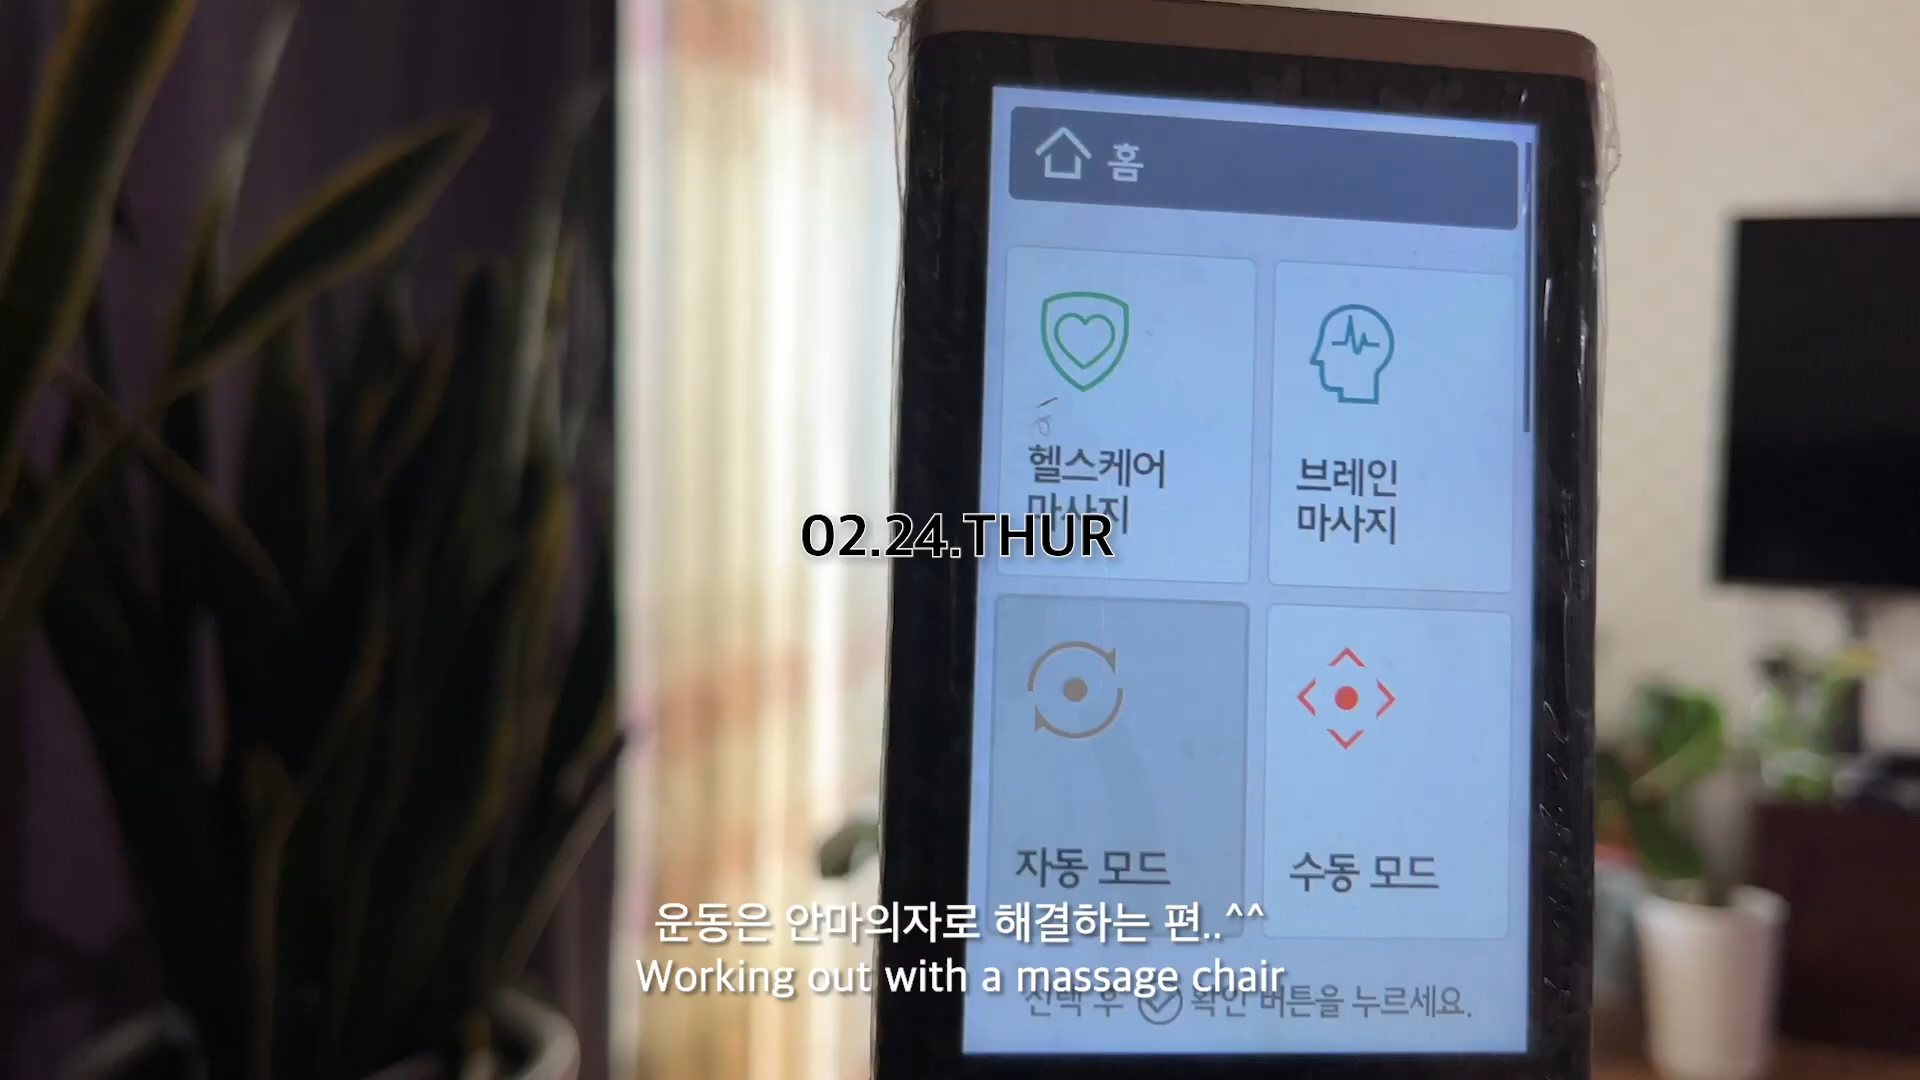 홈
헬스케어
마사지
브레인
마사지
02.24.THUR
자동 모드
수동 모드
운동은 안마의자로 해결하는 편..^^
Working out with a massage chair
선택 후 확인 버튼을 누르세요.